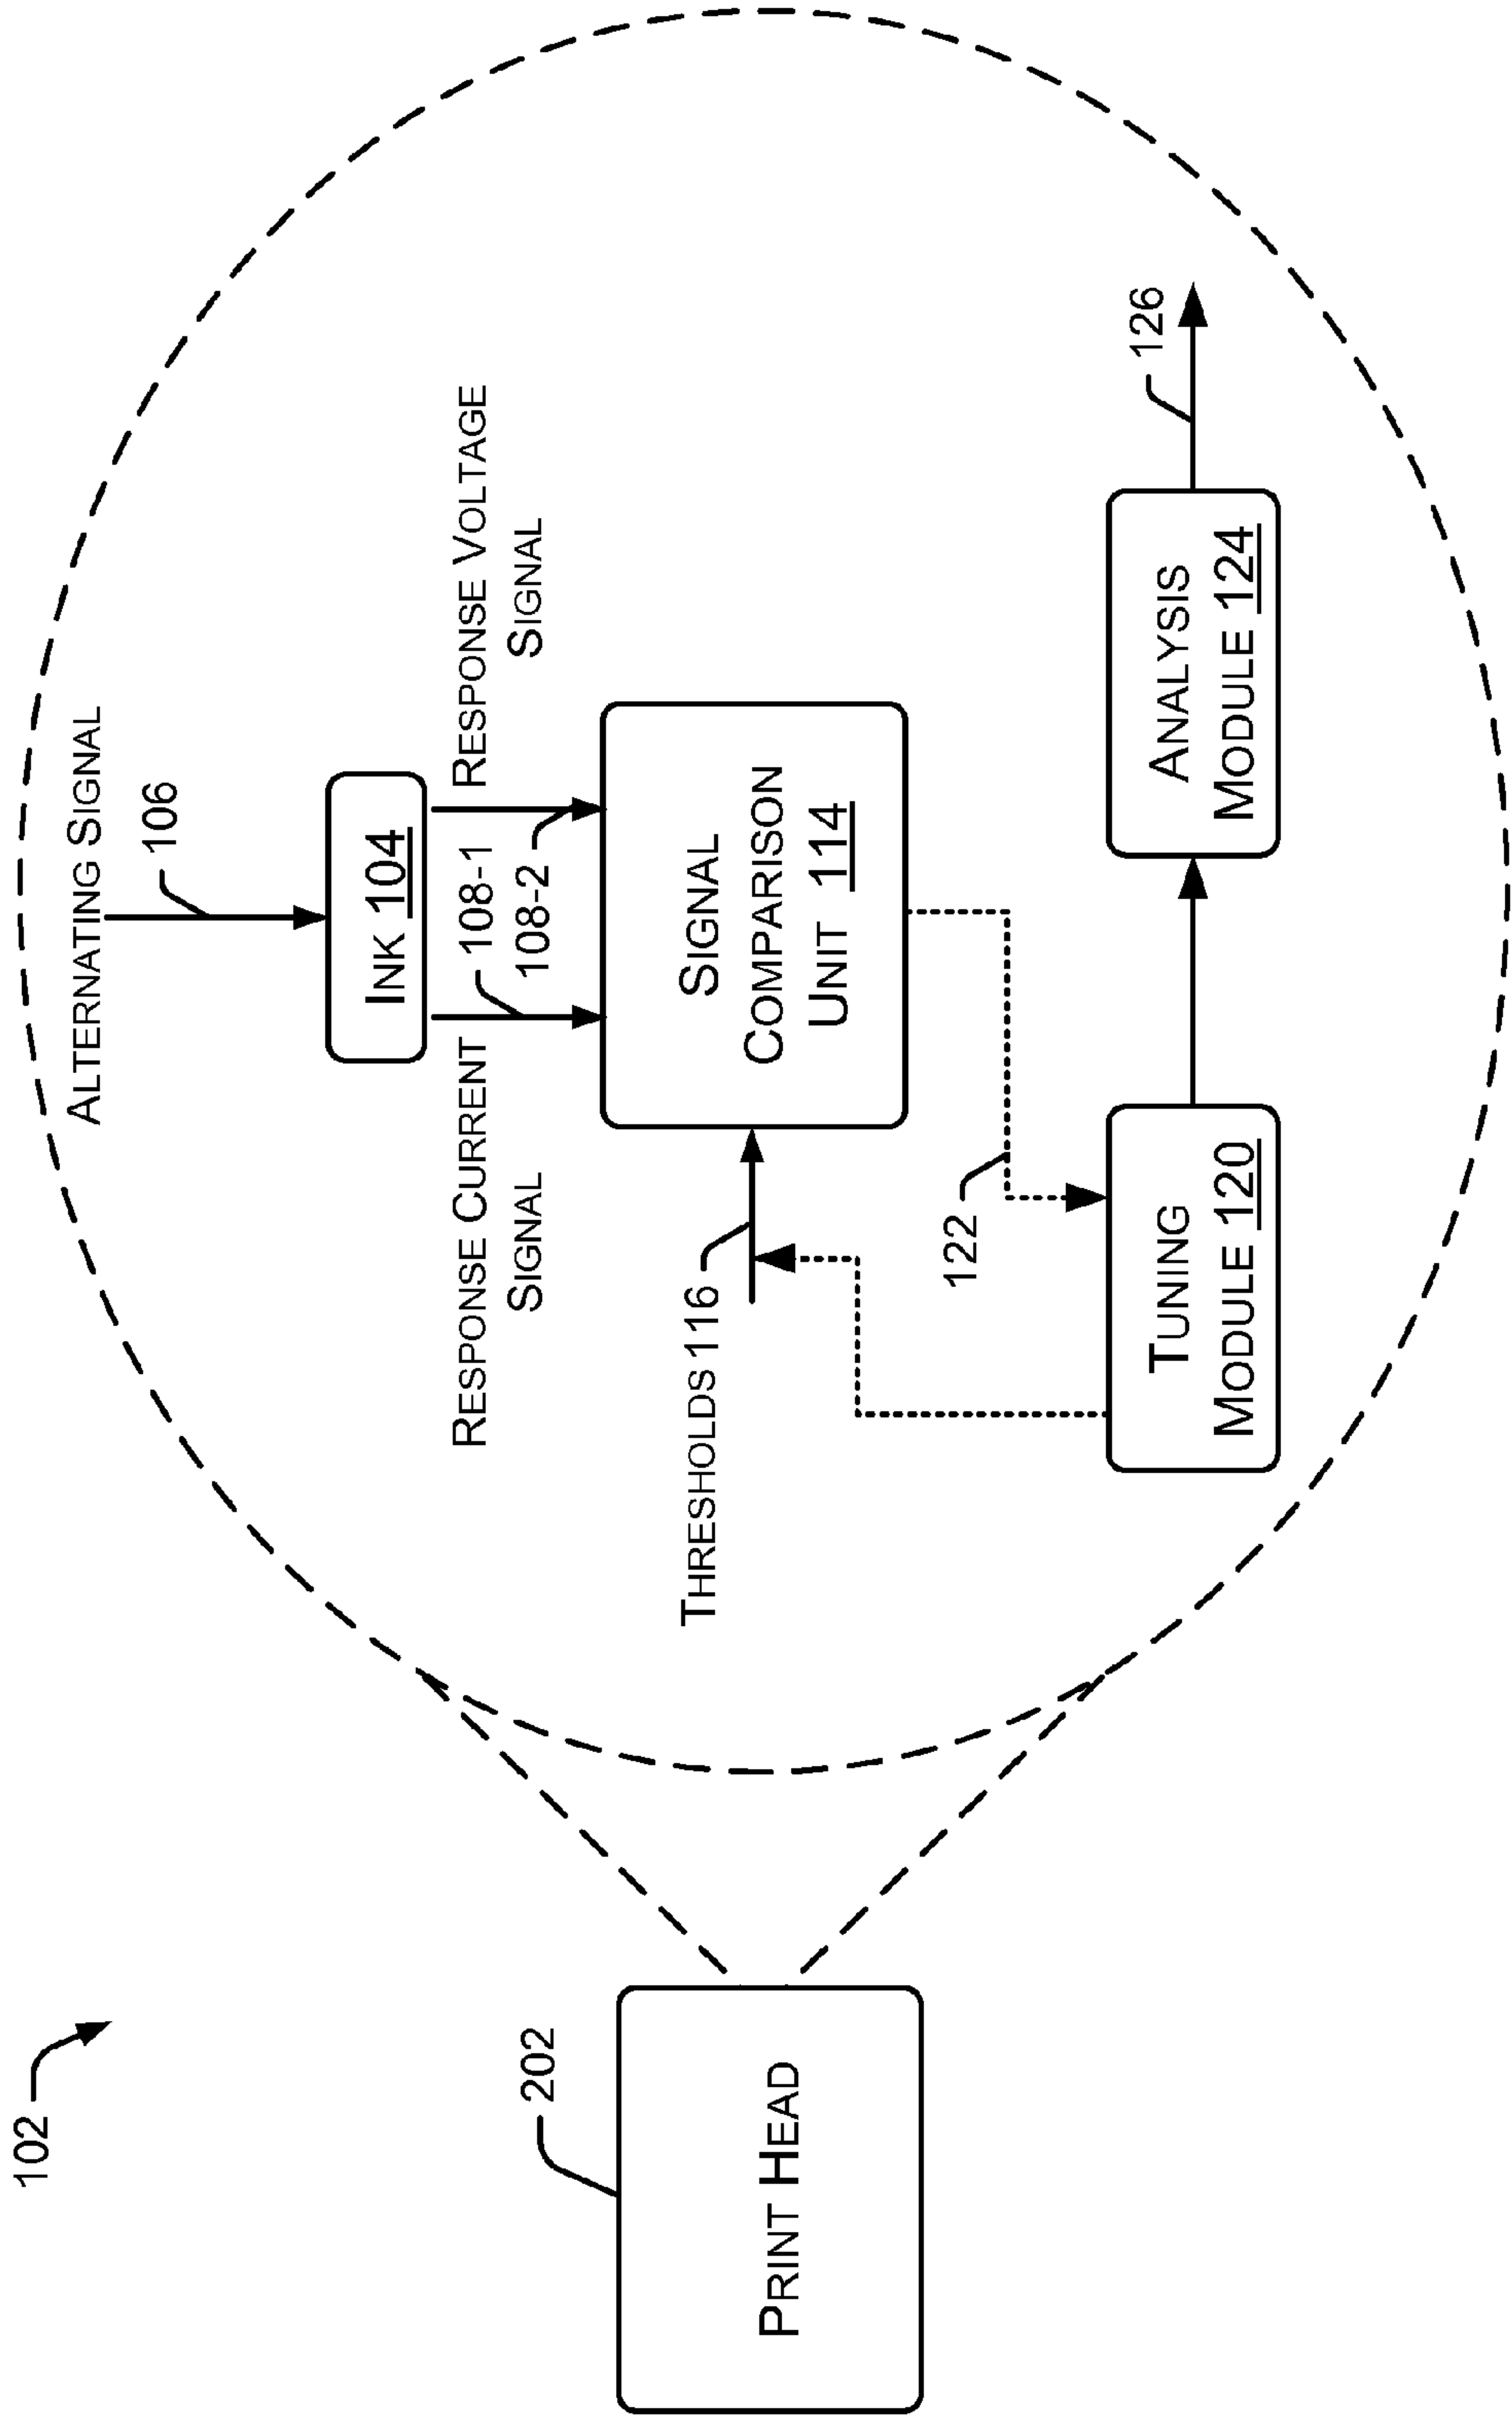 102
202
PRINT HEAD
ALTERNATING SIGNAL
106
INK 104
RESPONSE CURRENT
SIGNAL
108-1
108-2
RESPONSE VOLTAGE
SIGNAL
THRESHOLDS 116
SIGNAL
COMPARISON
UNIT 114
122
TUNING
MODULE 120
ANALYSIS
MODULE 124
126